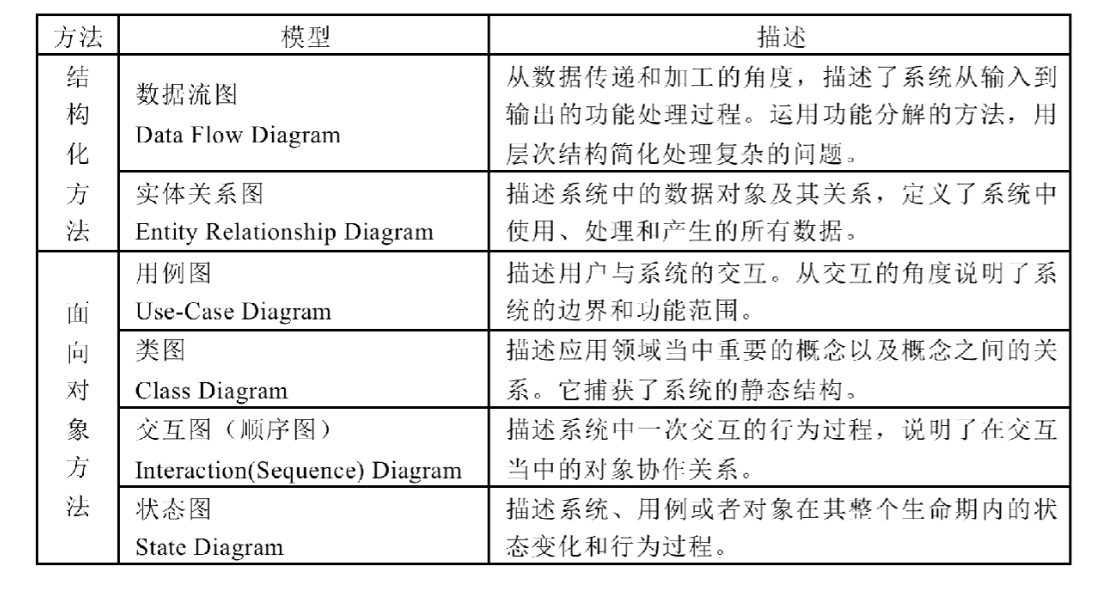 方法 模型 描述
结构化方法
数据流图
Data Flow Diagram
从数据传递和加工的角度，描述了系统从输入到
输出的功能处理过程。运用功能分解的方法，用
层次结构简化处理复杂的问题。
实体关系图
Entity Relationship Diagram
描述系统中的数据对象及其关系，定义了系统中
使用、处理和产生的所有数据。
面向对象方法
用例图
Use-Case Diagram
描述用户与系统的交互。从交互的角度说明了系
统的边界和功能范围。
类图
Class Diagram
描述应用领域当中重要的概念以及概念之间的关
系。它捕获了系统的静态结构。
交互图（顺序图）
Interaction(Sequence) Diagram
描述系统中一次交互的行为过程，说明了在交互
当中的对象协作关系。
状态图
State Diagram
描述系统、用例或者对象在其整个生命期内的状
态变化和行为过程。